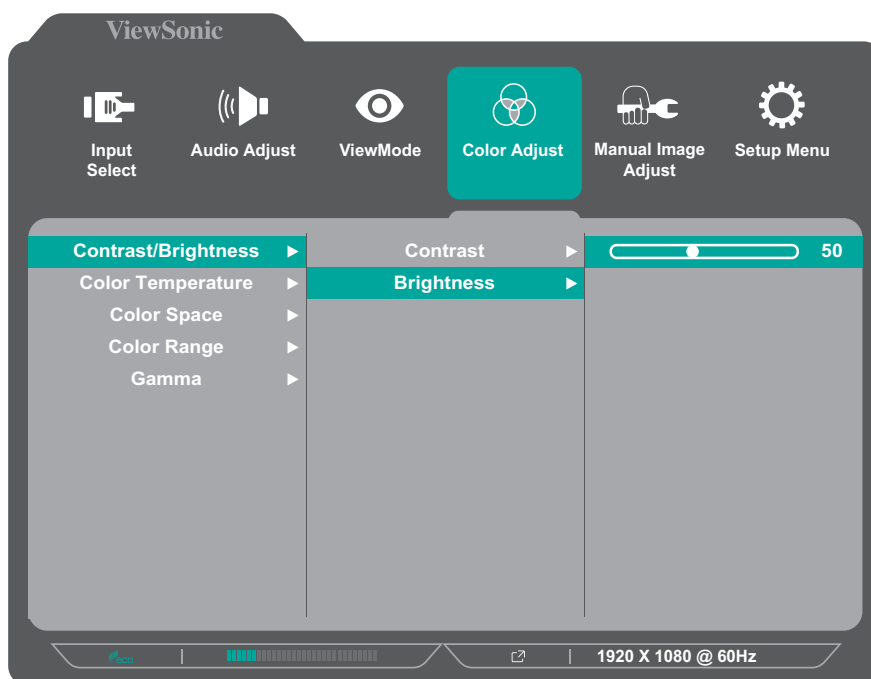 ViewSonic
Input
Select
Audio Adjust
ViewMode
Color Adjust
Manual Image
Adjust
Setup Menu
Contrast/Brightness
Color Temperature
Color Space
Color Range
Gamma
Contrast
Brightness
50
eco
1920 X 1080 @ 60Hz